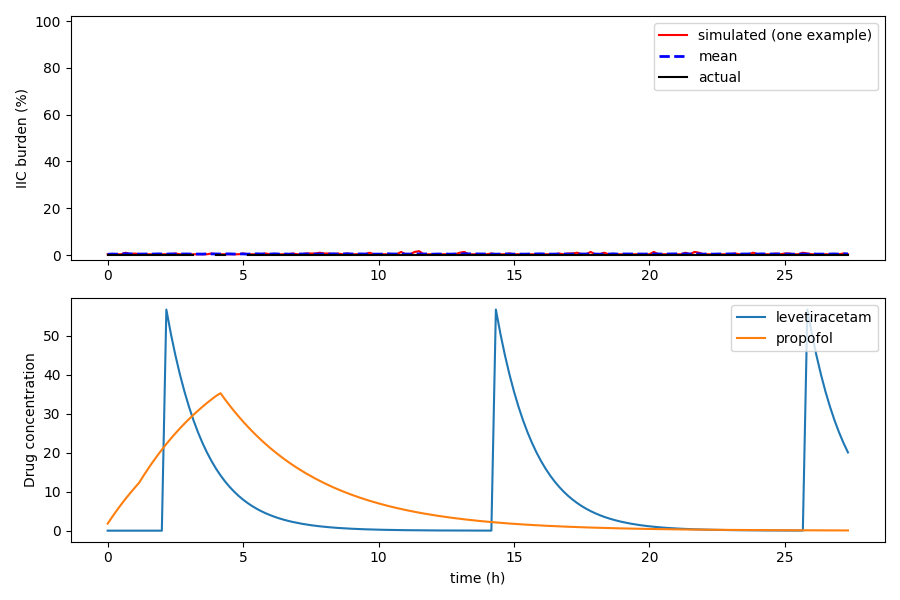 100
80
60
40
20
0
IIC burden (%)
simulated (one example)
mean
actual
0 5 10 15 20 25
50
40
30
20
10
0
Drug concentration
levetiracetam
propofol
0 5 10 15 20 25
time (h)